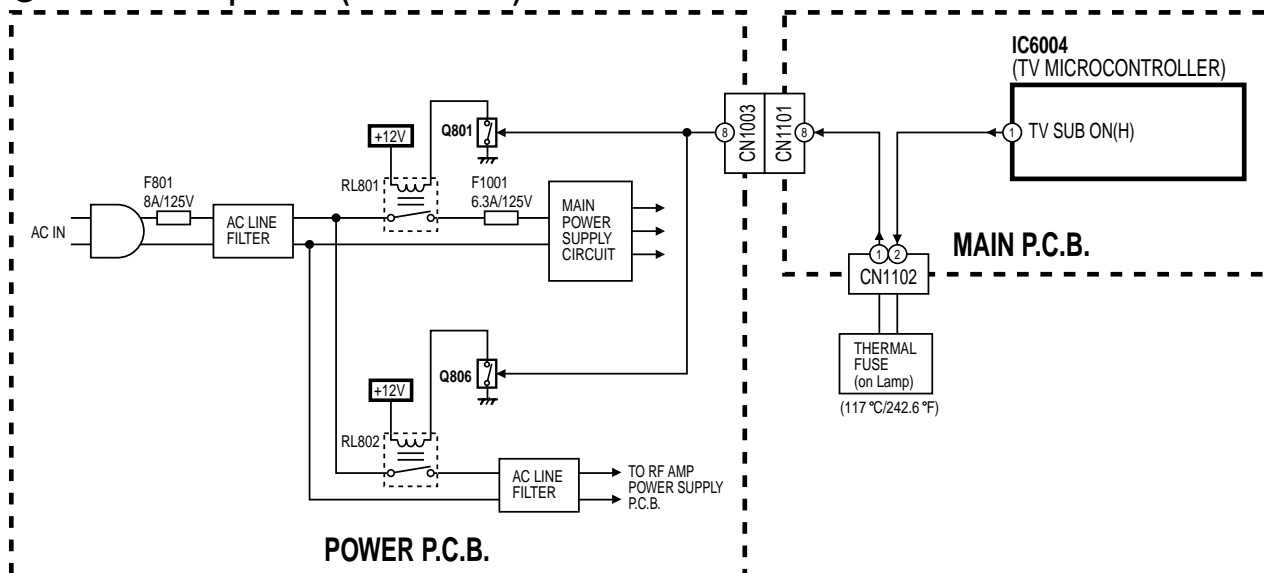 IC6004
(TV MICROCONTROLLER)
1 TV SUB ON(H)
MAIN P.C.B.
8 CN1003
CN1101 8
1 2
CN1102
THERMAL
FUSE
(on Lamp)
(117 °C/242.6 °F)
+12V
Q801
RL801
F801
8A/125V
F1001
6.3A/125V
AC IN
AC LINE
FILTER
MAIN
POWER
SUPPLY
CIRCUIT
+12V
Q806
RL802
AC LINE
FILTER
TO RF AMP
POWER SUPPLY
P.C.B.
POWER P.C.B.